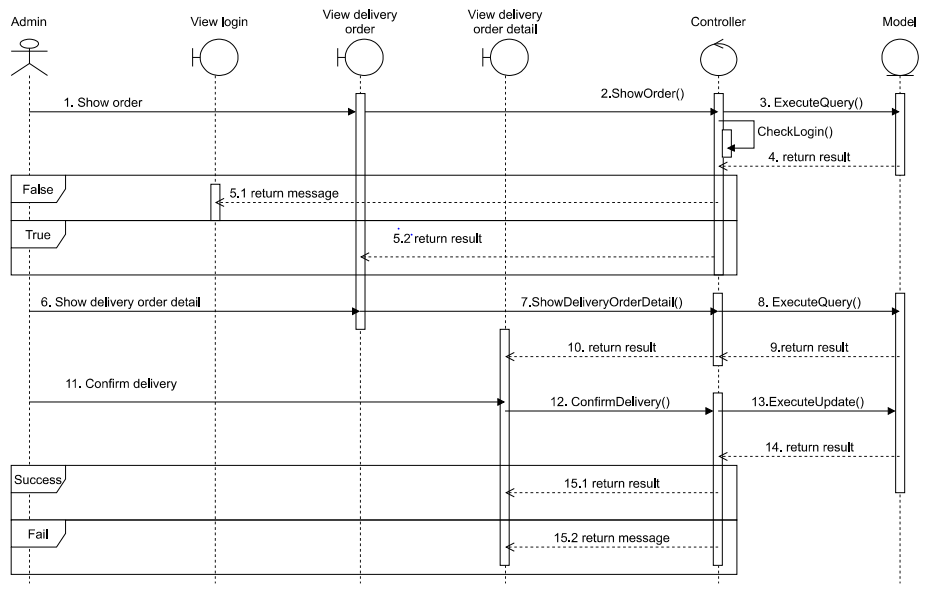 Admin
View login
View delivery
order
View delivery
order detail
Controller
Model
1. Show order
2.ShowOrder()
3. ExecuteQuery()
CheckLogin()
4. return result
False
5.1 return message
True
5.2 return result
6. Show delivery order detail
7.ShowDeliveryOrderDetail()
8. ExecuteQuery()
10. return result
9.return result
11. Confirm delivery
12. ConfirmDelivery()
13.ExecuteUpdate()
14. return result
Success
15.1 return result
Fail
15.2 return message